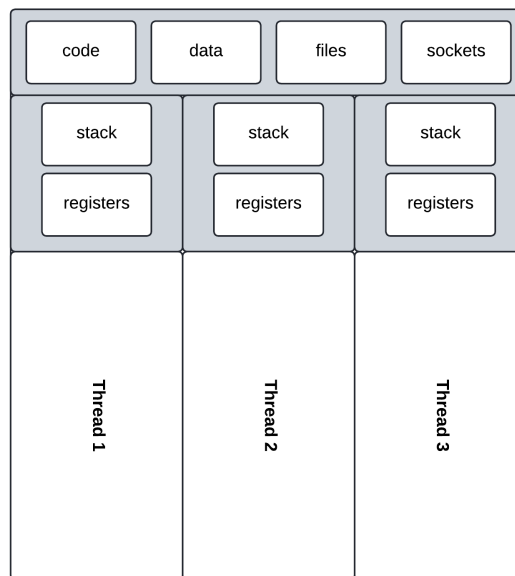 code data files sockets
stack stack stack
registers registers registers
Thread 1 Thread 2 Thread 3